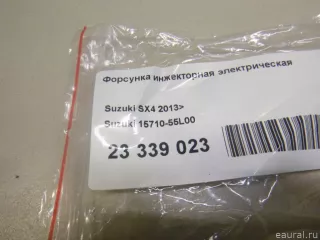 Форсунка инжекторная электрическая
Suzuki SX4 2013>
Suzuki 15710-55L00
23 339 023
© eaural.ru